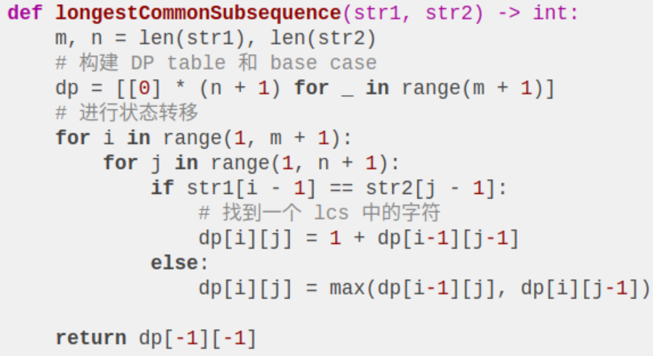 def longestCommonSubsequence(str1, str2) -> int:
    m, n = len(str1), len(str2)
    # 构建 DP table 和 base case
    dp = [[0] * (n + 1) for _ in range(m + 1)]
    # 进行状态转移
    for i in range(1, m + 1):
        for j in range(1, n + 1):
            if str1[i - 1] == str2[j - 1]:
                # 找到一个 lcs 中的字符
                dp[i][j] = 1 + dp[i-1][j-1]
            else:
                dp[i][j] = max(dp[i-1][j], dp[i][j-1])
    return dp[-1][-1]